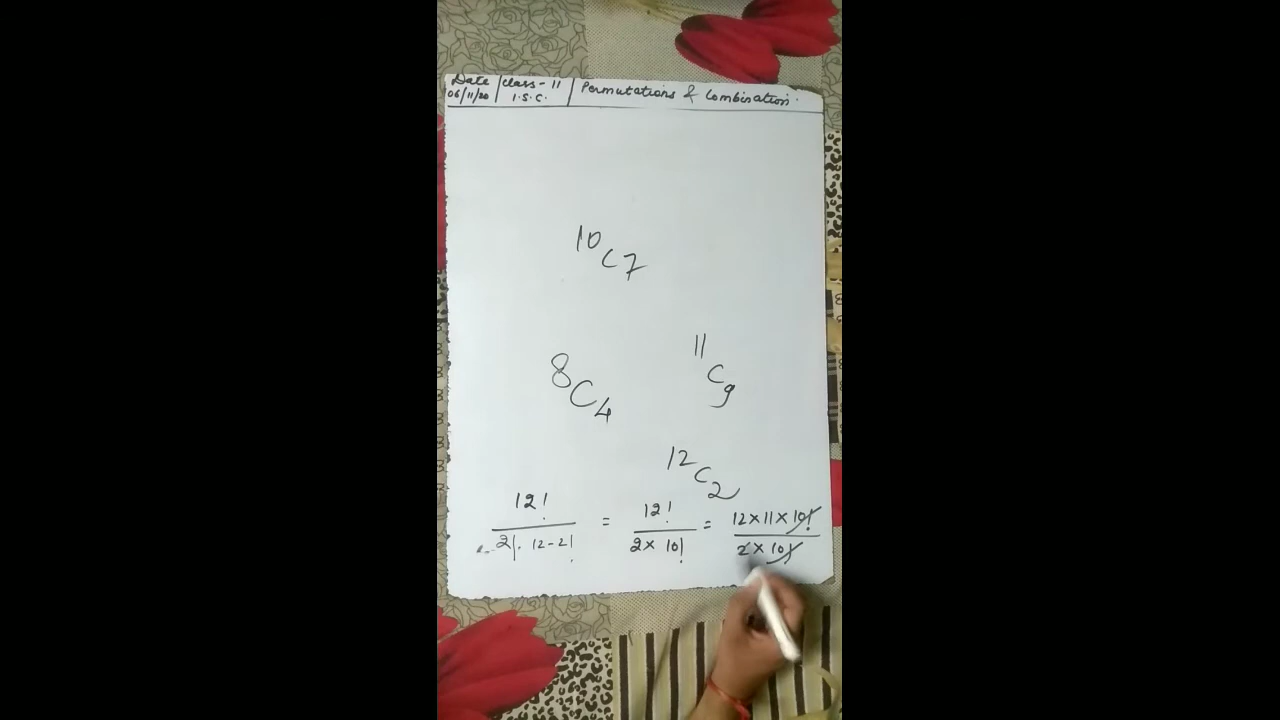 Date | Class - 11 | Permutations & Combination.
06/11/20 | I.S.C.
¹⁰C₇
¹¹C₉
⁸C₄
¹²C₂
12! / 2!. 12-2! = 12! / 2 × 10! = 12 × 11 × 10! / 2 × 10!